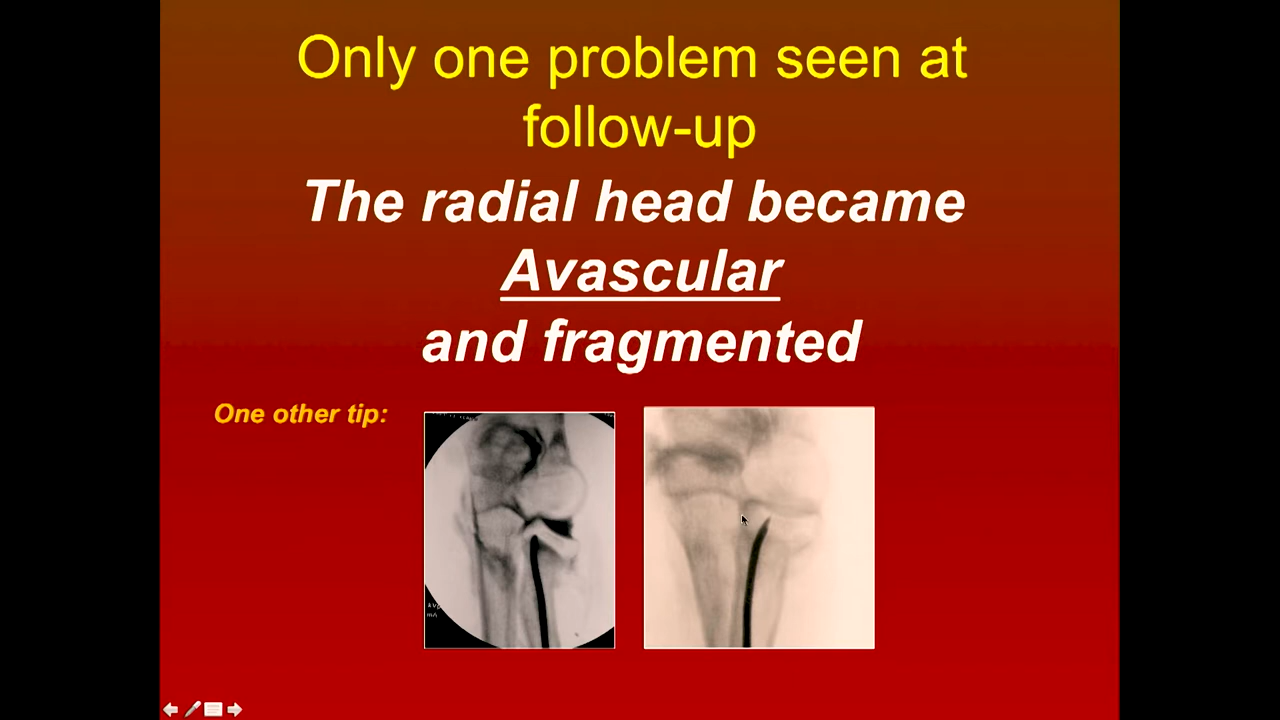 Only one problem seen at
follow-up
The radial head became
Avascular
and fragmented
One other tip: